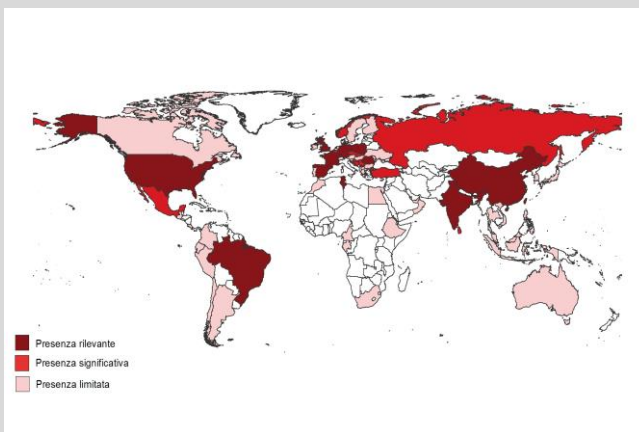 Presenza rilevante
Presenza significativa
Presenza limitata